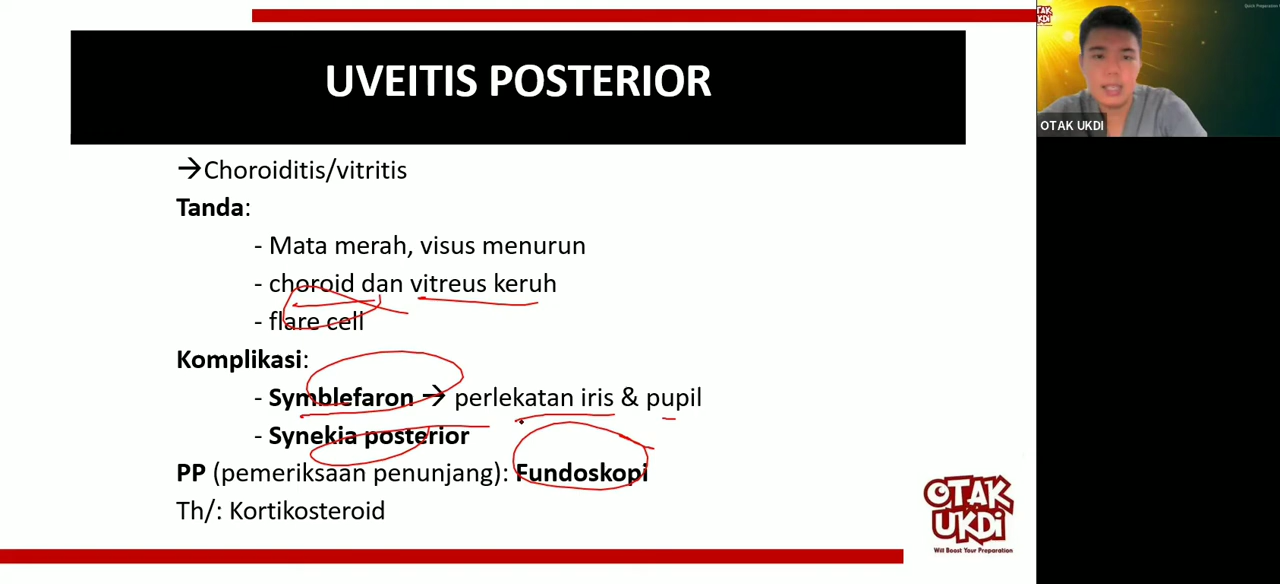 UVEITIS POSTERIOR
→Choroiditis/vitritis
Tanda:
- Mata merah, visus menurun
- choroid dan vitreus keruh
- flare cell
Komplikasi:
- Symblefaron → perlekatan iris & pupil
- Synekia posterior
PP (pemeriksaan penunjang): Fundoskopi
Th/: Kortikosteroid
OTAK UKDI
OTAK
UKDi
Will Boost Your Preparation